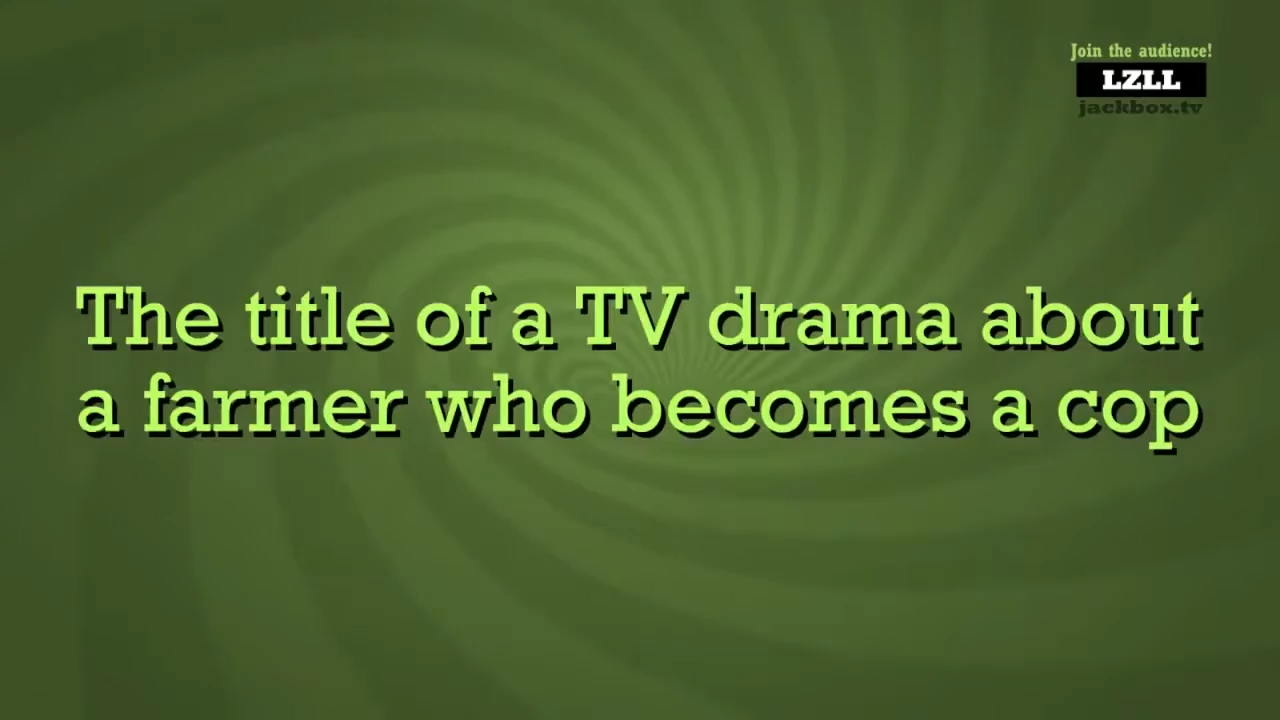 Join the audience!
LZLL
jackbox.tv
The title of a TV drama about
a farmer who becomes a cop